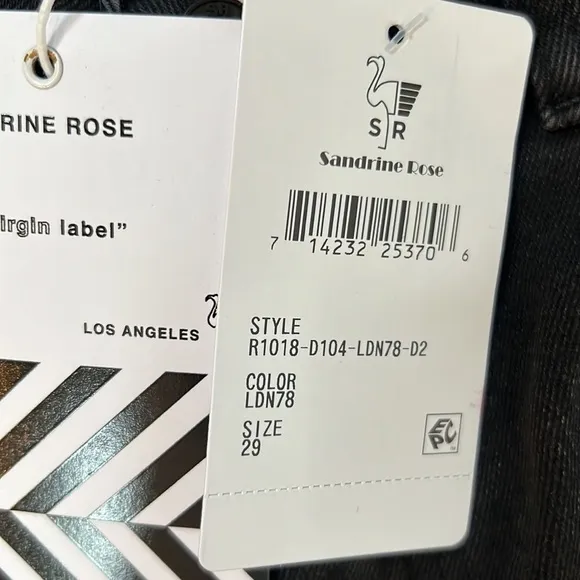 RINE ROSE
irgin label"
LOS ANGELES
S R
Sandrine Rose
7 14232 25370 6
STYLE
R1018-D104-LDN78-D2
COLOR
LDN78
SIZE
29
EPC